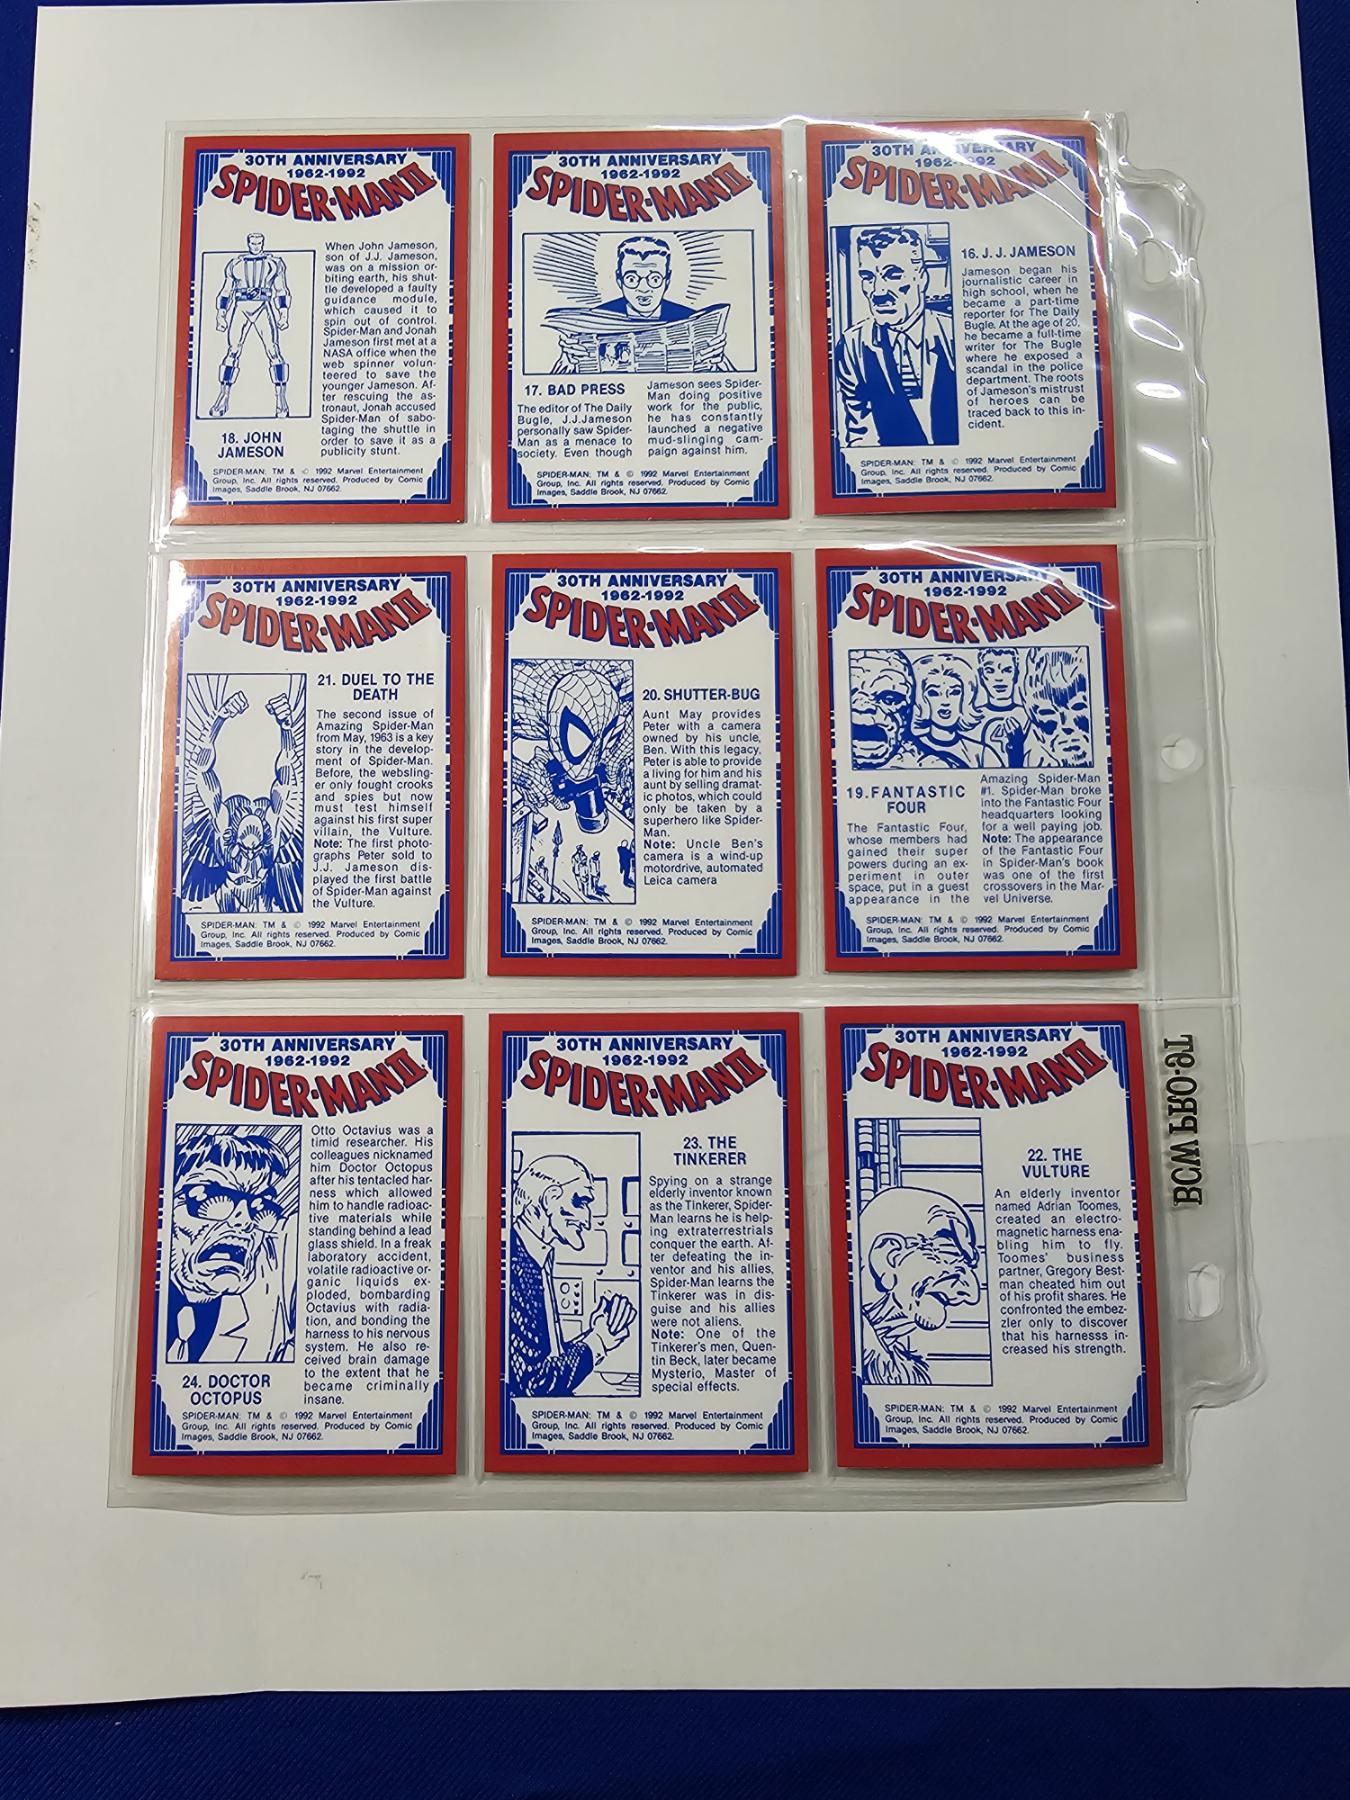 30TH ANNIVERSARY
1962-1992
SPIDER-MAN II
When John Jameson,
son of J.J. Jameson,
was on a mission or-
biting earth, his shut-
tle developed a faulty
guidance module,
which caused it to
spin out of control.
Spider-Man and Jonah
Jameson first met at a
NASA office when the
web spinner volun-
teered to save the
younger Jameson. Af-
ter rescuing the as-
tronaut, Jonah accused
Spider-Man of sabo-
taging the shuttle in
order to save it as a
publicity stunt.
18. JOHN
JAMESON
SPIDER-MAN: TM & © 1992 Marvel Entertainment
Group, Inc. All rights reserved. Produced by Comic
Images, Saddle Brook, NJ 07662.
30TH ANNIVERSARY
1962-1992
SPIDER-MAN II
17. BAD PRESS
The editor of The Daily
Bugle, J.J.Jameson
personally saw Spider-
Man as a menace to
society. Even though
Jameson sees Spider-
Man doing positive
work for the public,
he has constantly
launched a negative
mud-slinging cam-
paign against him.
SPIDER-MAN: TM & © 1992 Marvel Entertainment
Group, Inc. All rights reserved. Produced by Comic
Images, Saddle Brook, NJ 07662.
30TH ANNIVERSARY
1962-1992
SPIDER-MAN II
16. J. J. JAMESON
Jameson began his
journalistic career in
high school, when he
became a part-time
reporter for The Daily
Bugle. At the age of 20,
he became a full-time
writer for The Bugle
where he exposed a
scandal in the police
department. The roots
of Jameson's mistrust
of heroes can be
traced back to this in-
cident.
SPIDER-MAN: TM & © 1992 Marvel Entertainment
Group, Inc. All rights reserved. Produced by Comic
Images, Saddle Brook, NJ 07662.
30TH ANNIVERSARY
1962-1992
SPIDER-MAN II
21. DUEL TO THE
DEATH
The second issue of
Amazing Spider-Man
from May, 1963 is a key
story in the develop-
ment of Spider-Man.
Before, the websling-
er only fought crooks
and spies but now
must test himself
against his first super
villain, the Vulture.
Note: The first photo-
graphs Peter sold to
J.J. Jameson dis-
played the first battle
of Spider-Man against
the Vulture.
SPIDER-MAN: TM & © 1992 Marvel Entertainment
Group, Inc. All rights reserved. Produced by Comic
Images, Saddle Brook, NJ 07662.
30TH ANNIVERSARY
1962-1992
SPIDER-MAN II
20. SHUTTER-BUG
Aunt May provides
Peter with a camera
owned by his uncle,
Ben. With this legacy,
Peter is able to provide
a living for him and his
aunt by selling dramat-
ic photos, which could
only be taken by a
superhero like Spider-
Man.
Note: Uncle Ben's
camera is a wind-up
motordrive, automated
Leica camera
SPIDER-MAN: TM & © 1992 Marvel Entertainment
Group, Inc. All rights reserved. Produced by Comic
Images, Saddle Brook, NJ 07662.
30TH ANNIVERSARY
1962-1992
SPIDER-MAN II
19. FANTASTIC
FOUR
The Fantastic Four,
whose members had
gained their super
powers during an ex-
periment in outer
space, put in a guest
appearance in the
Amazing Spider-Man
#1. Spider-Man broke
into the Fantastic Four
headquarters looking
for a well paying job.
Note: The appearance
of the Fantastic Four
in Spider-Man's book
was one of the first
crossovers in the Mar-
vel Universe.
SPIDER-MAN: TM & © 1992 Marvel Entertainment
Group, Inc. All rights reserved. Produced by Comic
Images, Saddle Brook, NJ 07662.
30TH ANNIVERSARY
1962-1992
SPIDER-MAN II
Otto Octavius was a
timid researcher. His
colleagues nicknamed
him Doctor Octopus
after his tentacled har-
ness which allowed
him to handle radioac-
tive materials while
standing behind a lead
glass shield. In a freak
laboratory accident,
volatile radioactive or-
ganic liquids ex-
ploded, bombarding
Octavius with radia-
tion, and bonding the
harness to his nervous
system. He also re-
ceived brain damage
to the extent that he
became criminally
insane.
24. DOCTOR
OCTOPUS
SPIDER-MAN: TM & © 1992 Marvel Entertainment
Group, Inc. All rights reserved. Produced by Comic
Images, Saddle Brook, NJ 07662.
30TH ANNIVERSARY
1962-1992
SPIDER-MAN II
23. THE
TINKERER
Spying on a strange
elderly inventor known
as the Tinkerer, Spider-
Man learns he is help-
ing extraterrestrials
conquer the earth. Af-
ter defeating the in-
ventor and his allies,
Spider-Man learns the
Tinkerer was in dis-
guise and his allies
were not aliens.
Note: One of the
Tinkerer's men, Quen-
tin Beck, later became
Mysterio, Master of
special effects.
SPIDER-MAN: TM & © 1992 Marvel Entertainment
Group, Inc. All rights reserved. Produced by Comic
Images, Saddle Brook, NJ 07662.
30TH ANNIVERSARY
1962-1992
SPIDER-MAN II
22. THE
VULTURE
An elderly inventor
named Adrian Toomes,
created an electro-
magnetic harness ena-
bling him to fly.
Toomes' business
partner, Gregory Best-
man cheated him out
of his profit shares. He
confronted the embez-
zler only to discover
that his harnesss in-
creased his strength.
SPIDER-MAN: TM & © 1992 Marvel Entertainment
Group, Inc. All rights reserved. Produced by Comic
Images, Saddle Brook, NJ 07662.
BCW PRO-9T